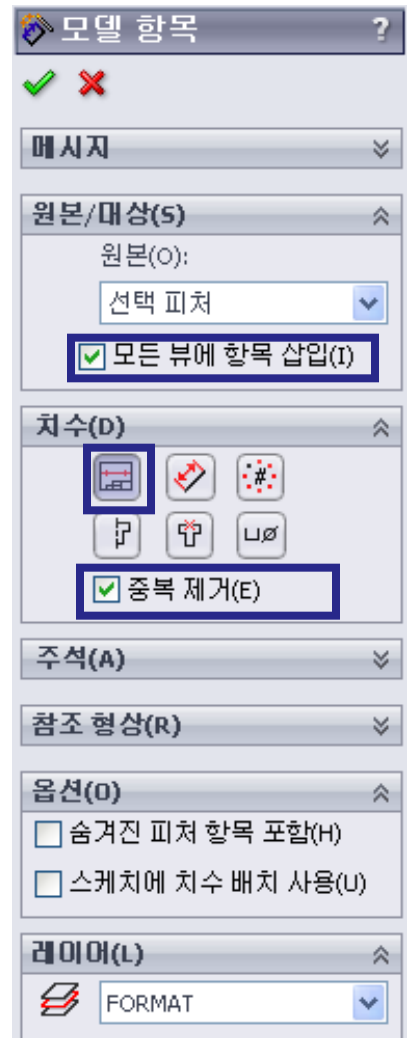 모델 항목 ?
메시지
원본/대상(S)
원본(O):
선택 피처
모든 뷰에 항목 삽입(I)
치수(D)
#
중복 제거(E)
주석(A)
참조 형상(R)
옵션(O)
숨겨진 피처 항목 포함(H)
스케치에 치수 배치 사용(U)
레이어(L)
FORMAT